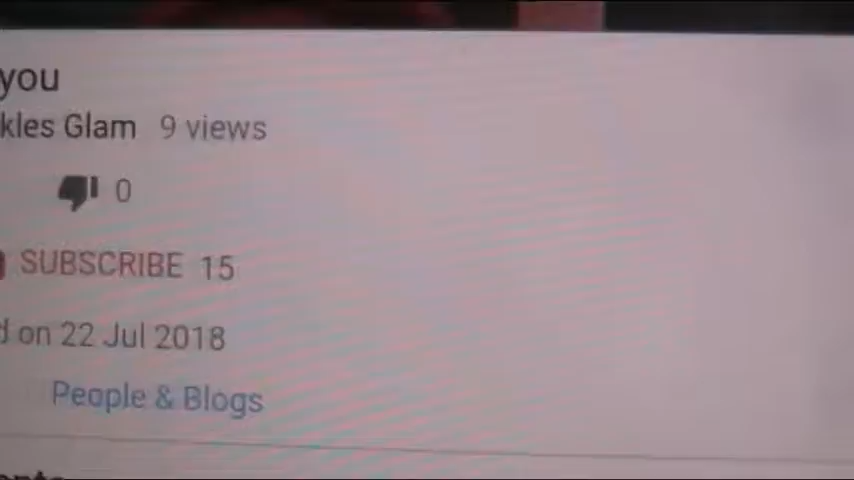 you
kles Glam 9 views
0
SUBSCRIBE 15
d on 22 Jul 2018
People & Blogs